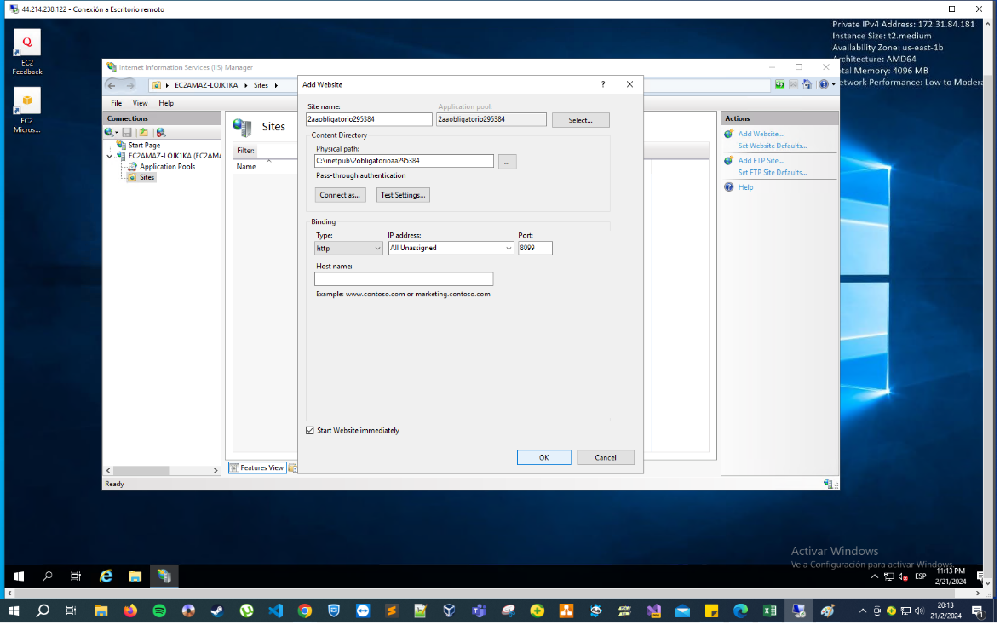 44.214.238.122 - Conexión a Escritorio remoto
Private IPv4 Address: 172.31.84.181
Instance Size: t2.medium
Availability Zone: us-east-1b
Architecture: AMD64
Total Memory: 4096 MB
Network Performance: Low to Modera
EC2
Feedback
EC2
Micros...
Internet Information Services (IIS) Manager
EC2AMAZ-LOJK1KA
Sites
File
View
Help
Connections
Start Page
EC2AMAZ-LOJK1KA (EC2AMA
Application Pools
Sites
Sites
Filter:
Name
Features View
Ready
Add Website
?
Site name:
Application pool:
2aaobligatorio295384
2aaobligatorio295384
Select...
Content Directory
Physical path:
C:\inetpub\2obligatorioaa295384
...
Pass-through authentication
Connect as...
Test Settings...
Binding
Type:
IP address:
Port:
http
All Unassigned
8099
Host name:
Example: www.contoso.com or marketing.contoso.com
Start Website immediately
OK
Cancel
Actions
Add Website...
Set Website Defaults...
Add FTP Site...
Set FTP Site Defaults...
Help
Activar Windows
Ve a Configuración para activar Windows.
ESP
11:13 PM
2/21/2024
20:13
21/2/2024